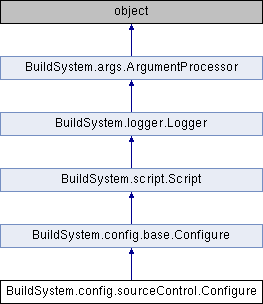 object
BuildSystem.args.ArgumentProcessor
BuildSystem.logger.Logger
BuildSystem.script.Script
BuildSystem.config.base.Configure
BuildSystem.config.sourceControl.Configure